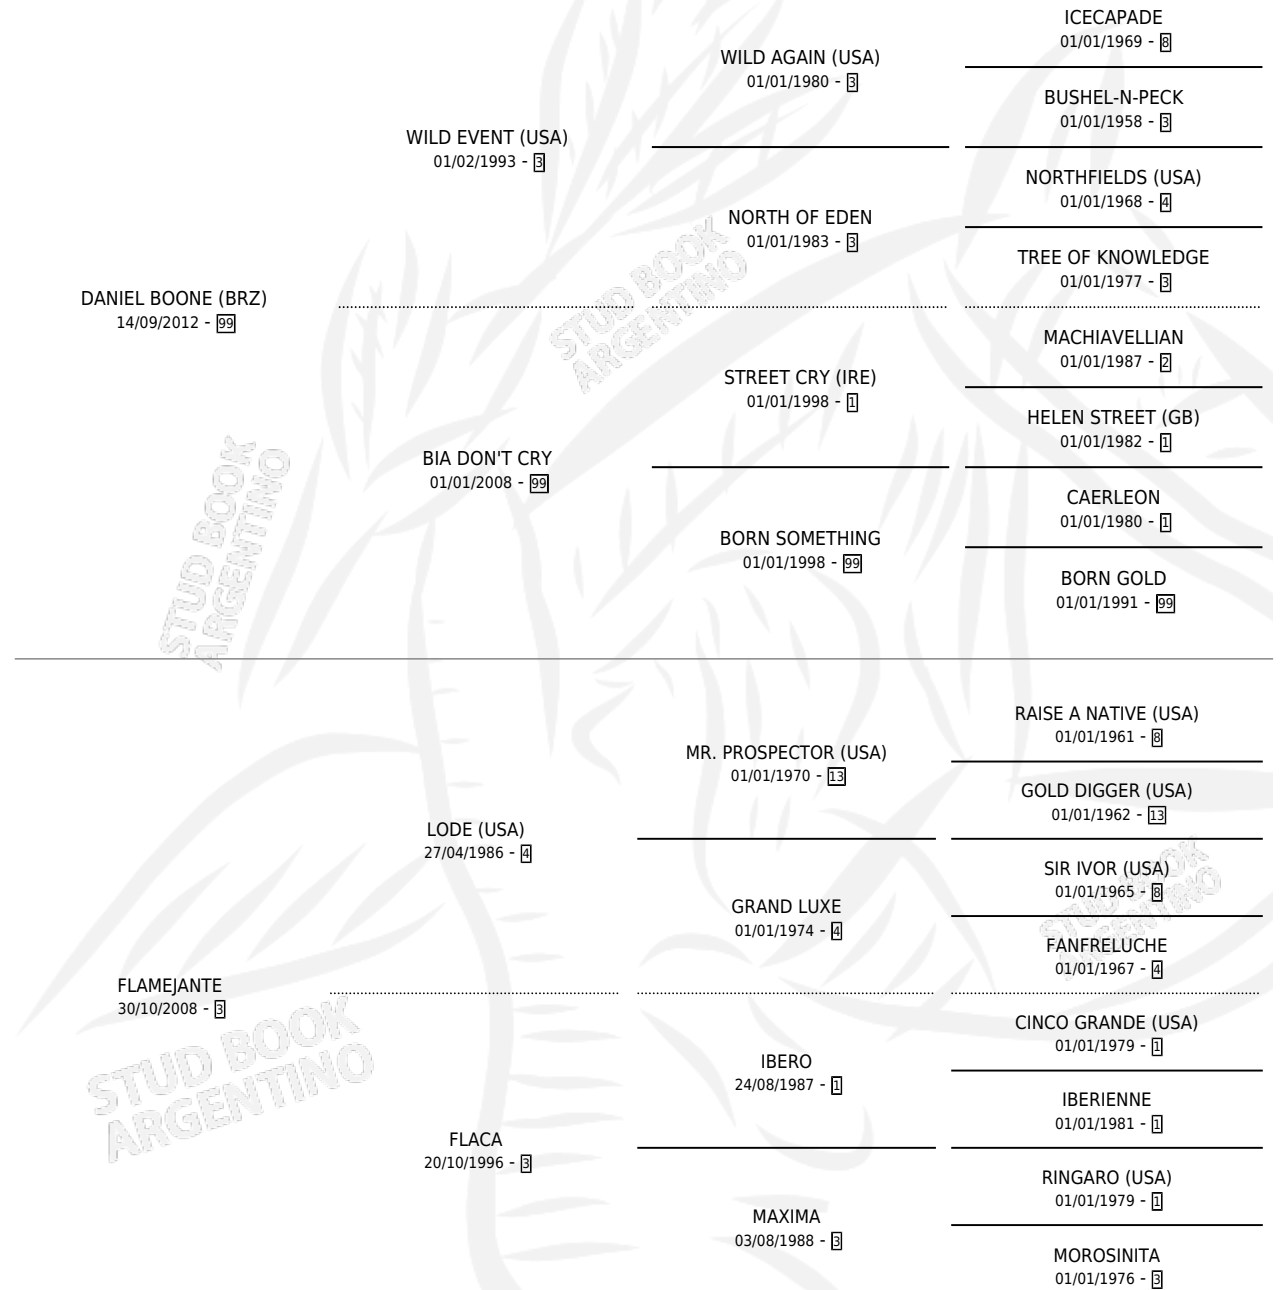 ICECAPADE
01/01/1969 - 8
WILD AGAIN (USA)
01/01/1980 - 3
BUSHEL-N-PECK
01/01/1958 - 3
WILD EVENT (USA)
01/02/1993 - 3
NORTHFIELDS (USA)
01/01/1968 - 4
NORTH OF EDEN
01/01/1983 - 3
TREE OF KNOWLEDGE
01/01/1977 - 3
DANIEL BOONE (BRZ)
14/09/2012 - 99
MACHIAVELLIAN
01/01/1987 - 2
STREET CRY (IRE)
01/01/1998 - 1
HELEN STREET (GB)
01/01/1982 - 1
BIA DON'T CRY
01/01/2008 - 99
CAERLEON
01/01/1980 - 1
BORN SOMETHING
01/01/1998 - 99
BORN GOLD
01/01/1991 - 99
RAISE A NATIVE (USA)
01/01/1961 - 8
MR. PROSPECTOR (USA)
01/01/1970 - 13
GOLD DIGGER (USA)
01/01/1962 - 13
LODE (USA)
27/04/1986 - 4
SIR IVOR (USA)
01/01/1965 - 8
GRAND LUXE
01/01/1974 - 4
FANFRELUCHE
01/01/1967 - 4
FLAMEJANTE
30/10/2008 - 3
CINCO GRANDE (USA)
01/01/1979 - 1
IBERO
24/08/1987 - 1
IBERIENNE
01/01/1981 - 1
FLACA
20/10/1996 - 3
RINGARO (USA)
01/01/1979 - 1
MAXIMA
03/08/1988 - 3
MOROSINITA
01/01/1976 - 3
STUD BOOK
ARGENTINO
STUD BOOK
ARGENTINO
STUD BOOK
ARGENTINO
STUD BOOK
ARGENTINO